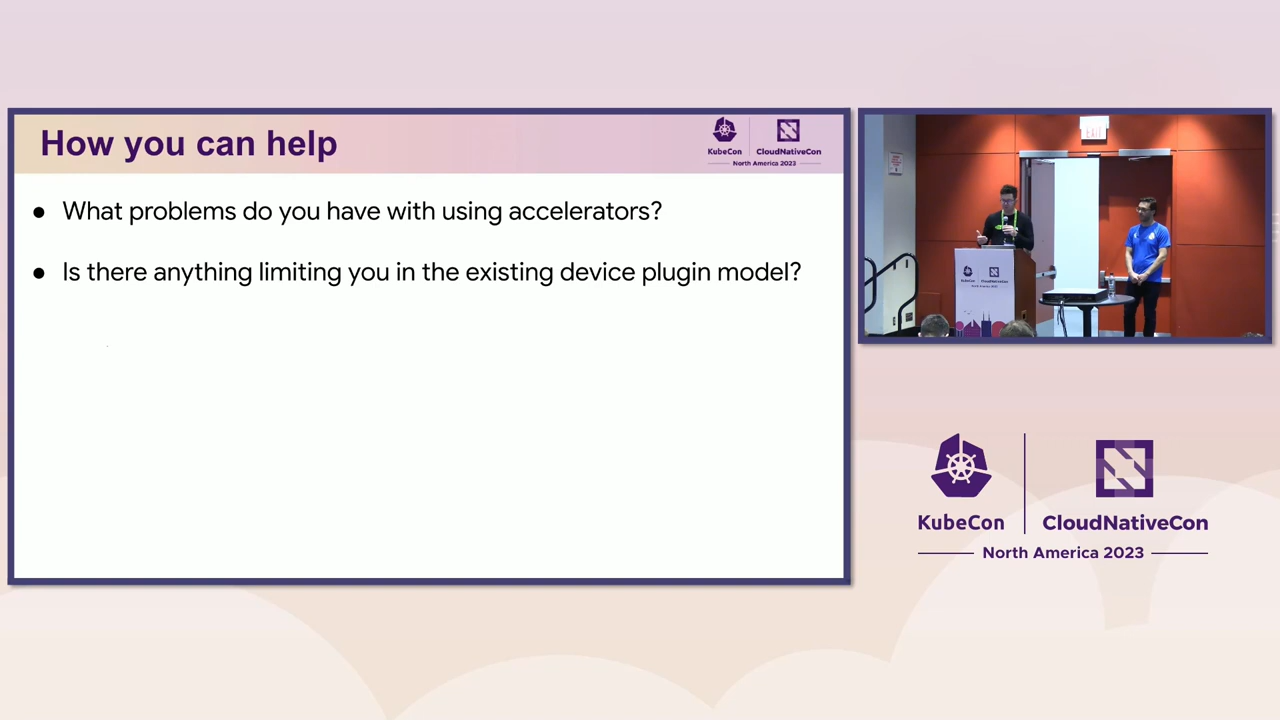 How you can help
KubeCon
CloudNativeCon
North America 2023
● What problems do you have with using accelerators?
● Is there anything limiting you in the existing device plugin model?
EXIT
KubeCon
CloudNativeCon
North America 2023